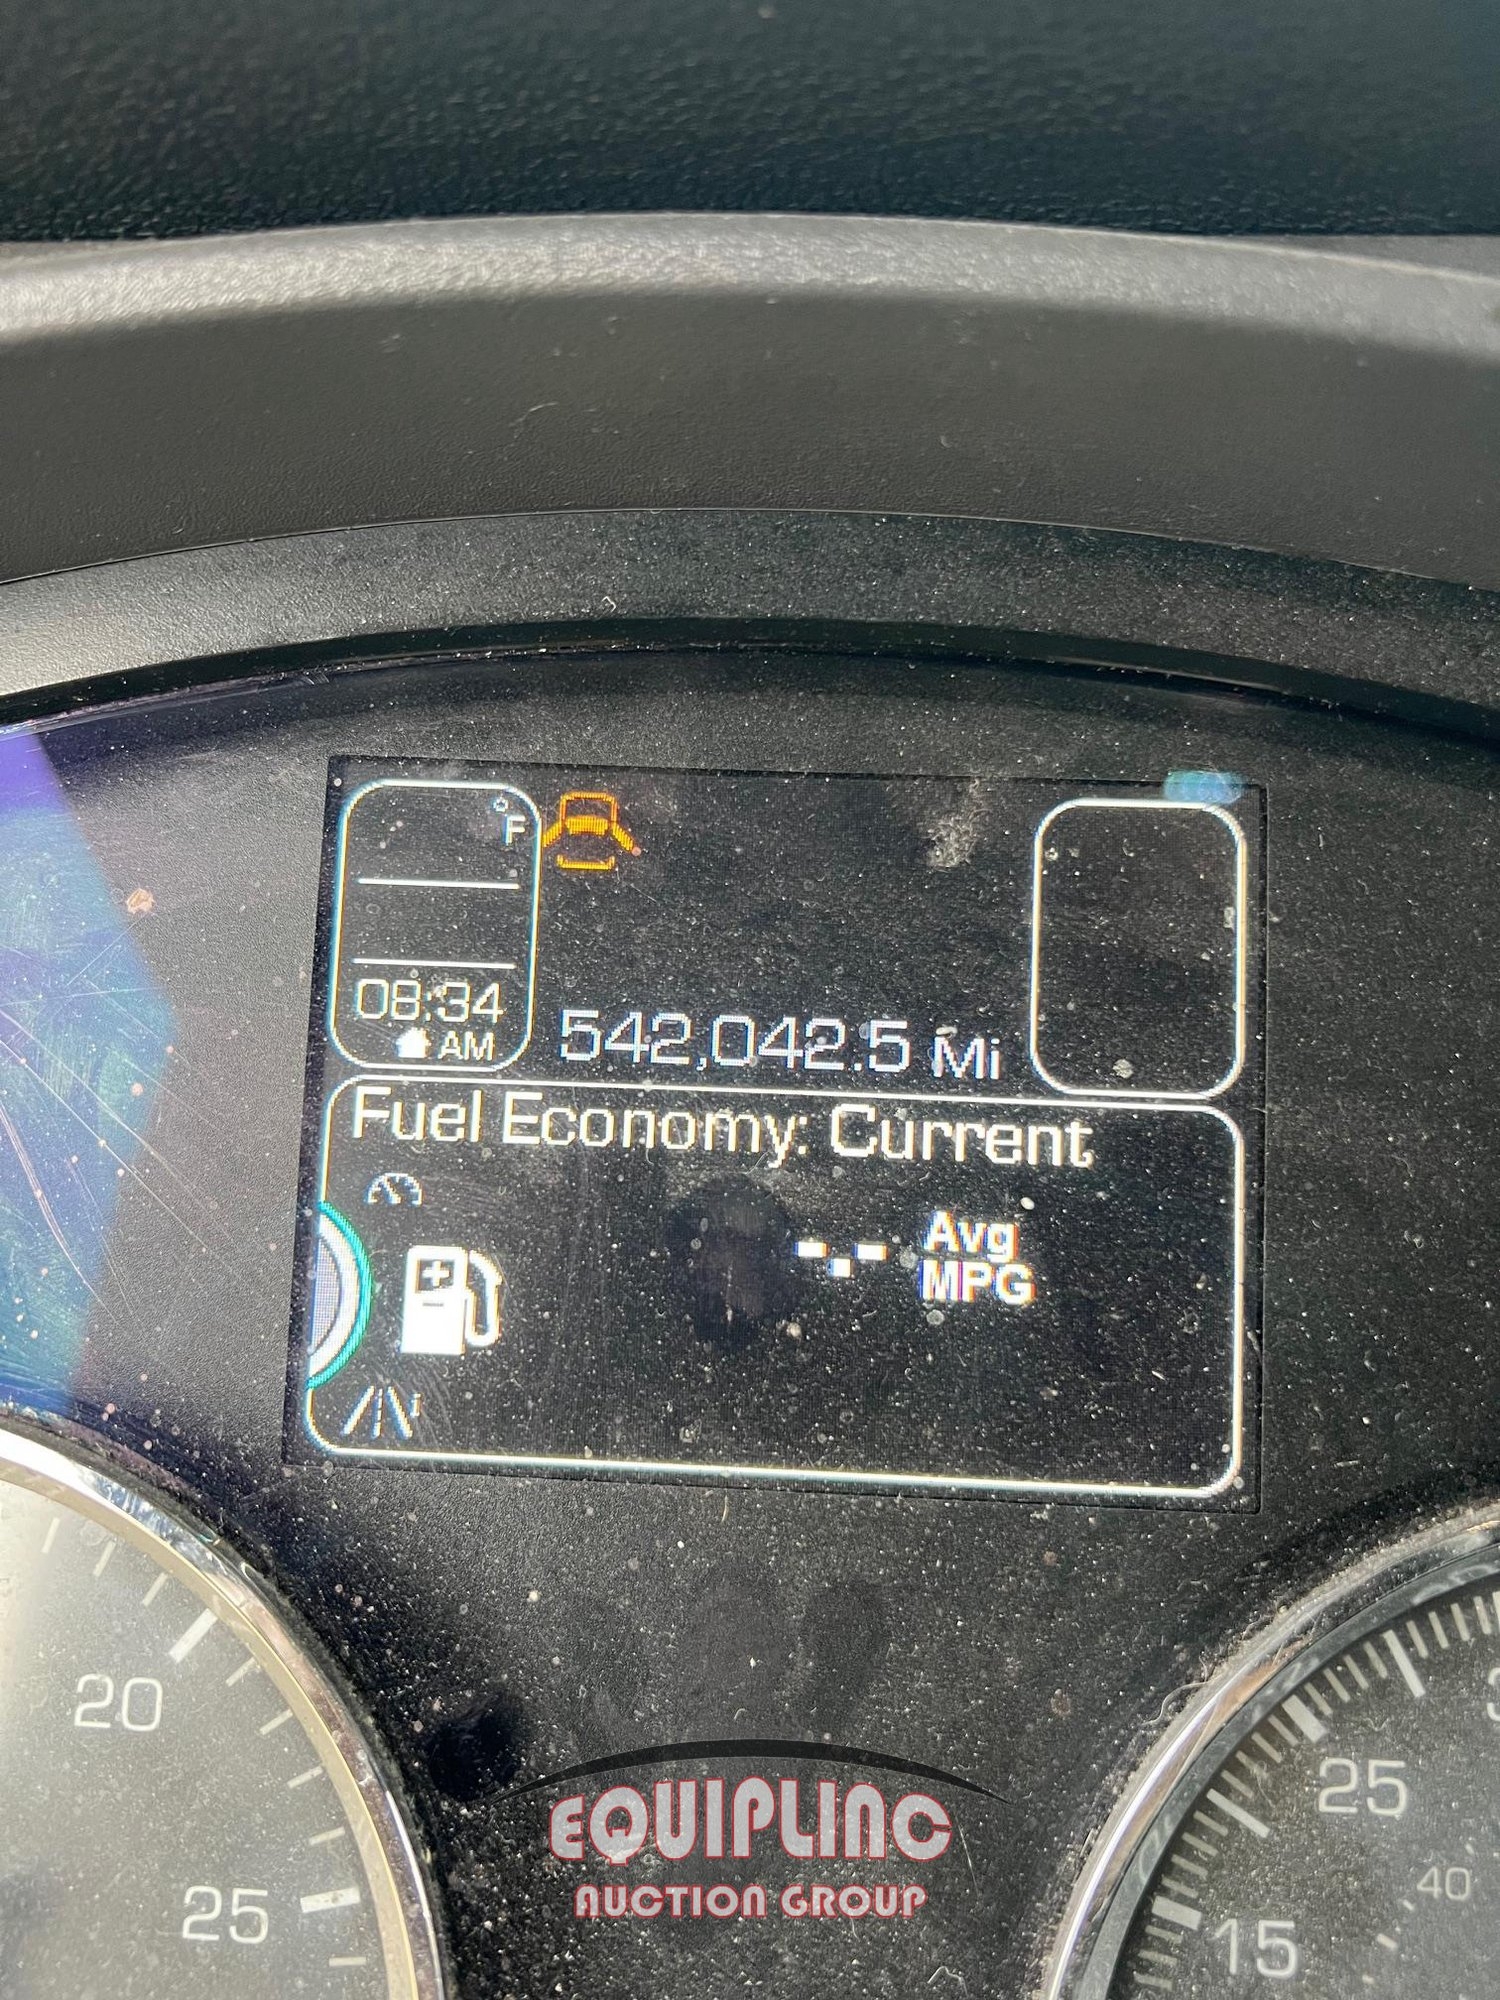 °F
08:34
AM
542,042.5 Mi
Fuel Economy: Current
Avg
MPG
20
25
25
40
15
EQUIPLINC
AUCTION GROUP